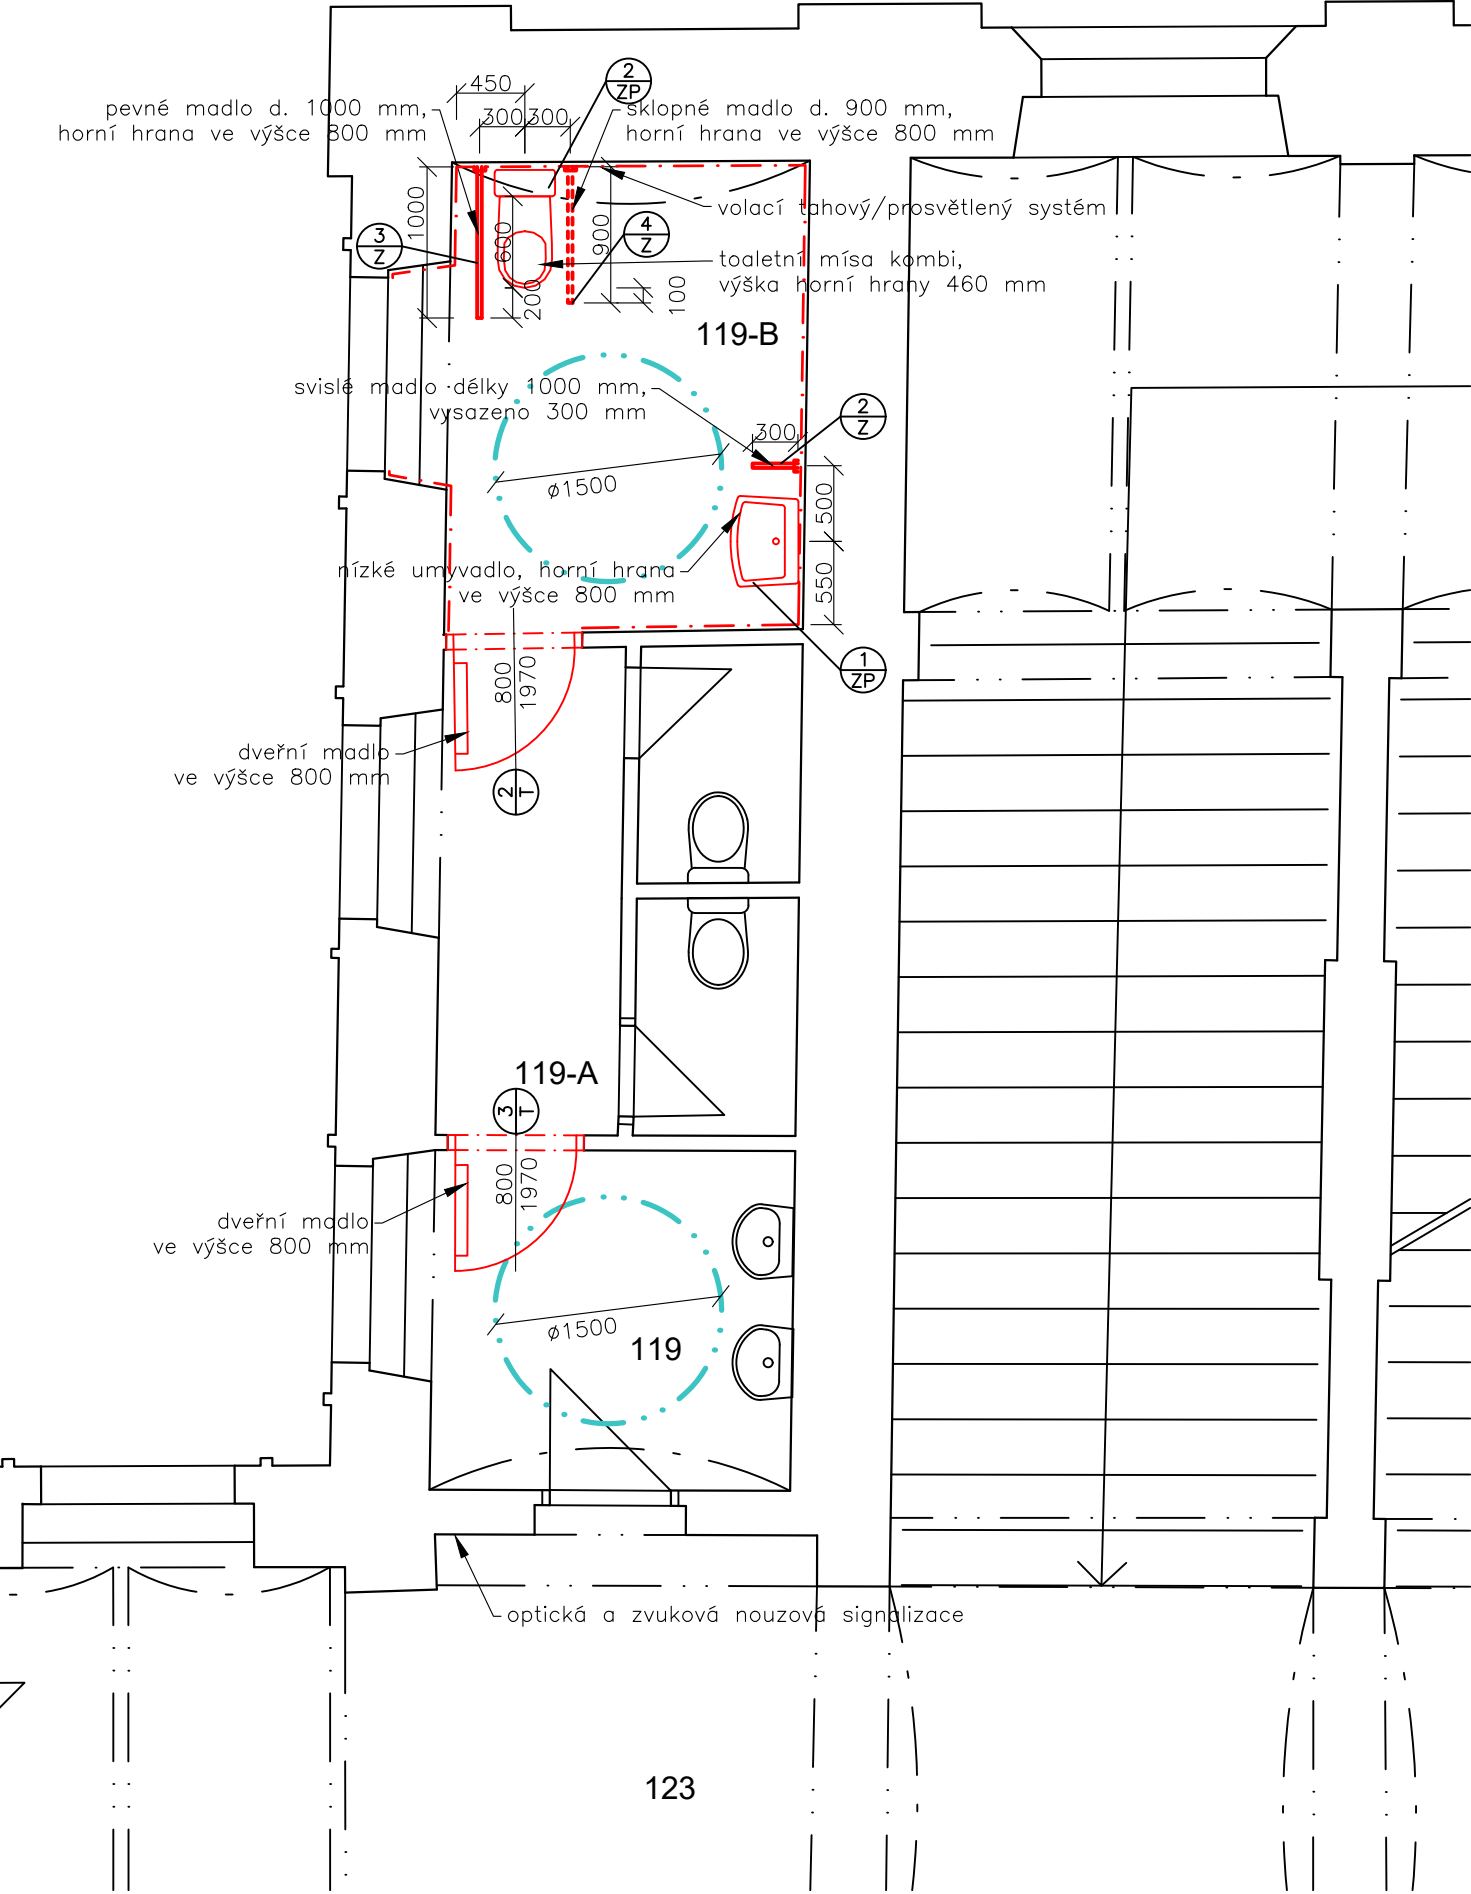 450
2
ZP
pevné madlo d. 1000 mm,
horní hrana ve výšce 800 mm
300
300
sklopné madlo d. 900 mm,
horní hrana ve výšce 800 mm
1000
3
Z
600
200
900
4
Z
100
volací tahový/prosvětlený systém
toaletní mísa kombi,
výška horní hrany 460 mm
119-B
svislé madlo délky 1000 mm,
vysazeno 300 mm
300
2
Z
ø1500
500
nízké umyvadlo, horní hrana
ve výšce 800 mm
550
1
ZP
800
1970
dveřní madlo
ve výšce 800 mm
2
T
119-A
3
T
800
1970
dveřní madlo
ve výšce 800 mm
ø1500
119
optická a zvuková nouzová signalizace
123